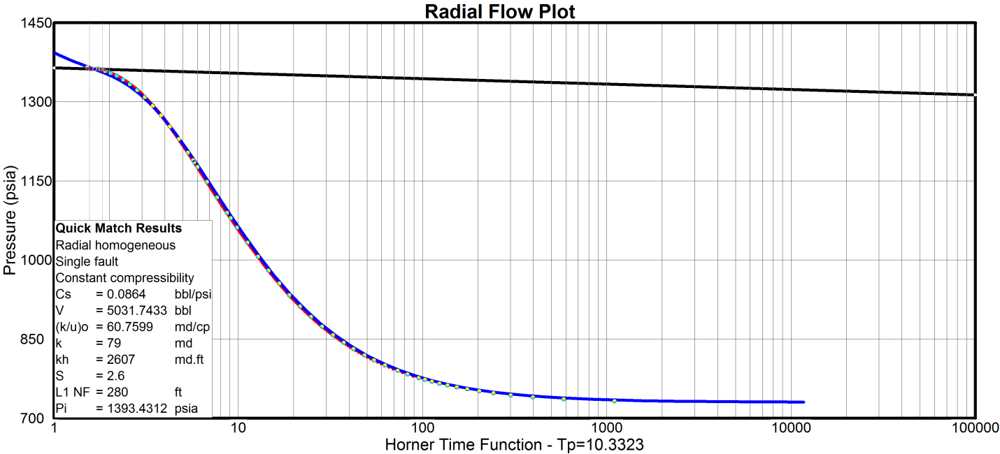 Radial Flow Plot
1450
1300
1150
1000
850
700
Pressure (psia)
Quick Match Results
Radial homogeneous
Single fault
Constant compressibility
Cs = 0.0864 bbl/psi
V = 5031.7433 bbl
(k/u)o = 60.7599 md/cp
k = 79 md
kh = 2607 md.ft
S = 2.6
L1 NF = 280 ft
Pi = 1393.4312 psia
1 10 100 1000 10000 100000
Horner Time Function - Tp=10.3323